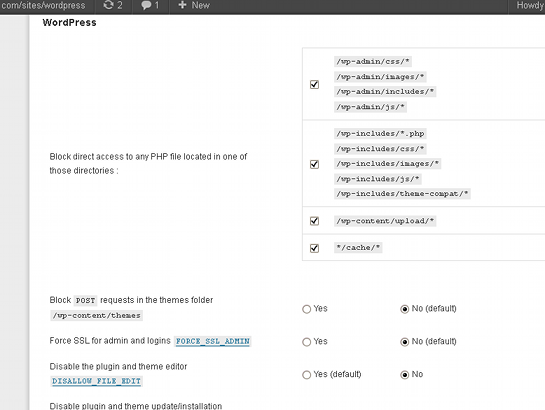 com/sites/wordpress 2 1 + New Howdy
WordPress
/wp-admin/css/*
/wp-admin/images/*
/wp-admin/includes/*
/wp-admin/js/*
/wp-includes/*.php
/wp-includes/css/*
Block direct access to any PHP file located in one of
/wp-includes/images/*
those directories :
/wp-includes/js/*
/wp-includes/theme-compat/*
/wp-content/upload/*
*/cache/*
Block POST requests in the themes folder
/wp-content/themes
Yes No (default)
Force SSL for admin and logins FORCE_SSL_ADMIN Yes No (default)
Disable the plugin and theme editor
DISALLOW_FILE_EDIT
Yes (default) No
Disable plugin and theme update/installation